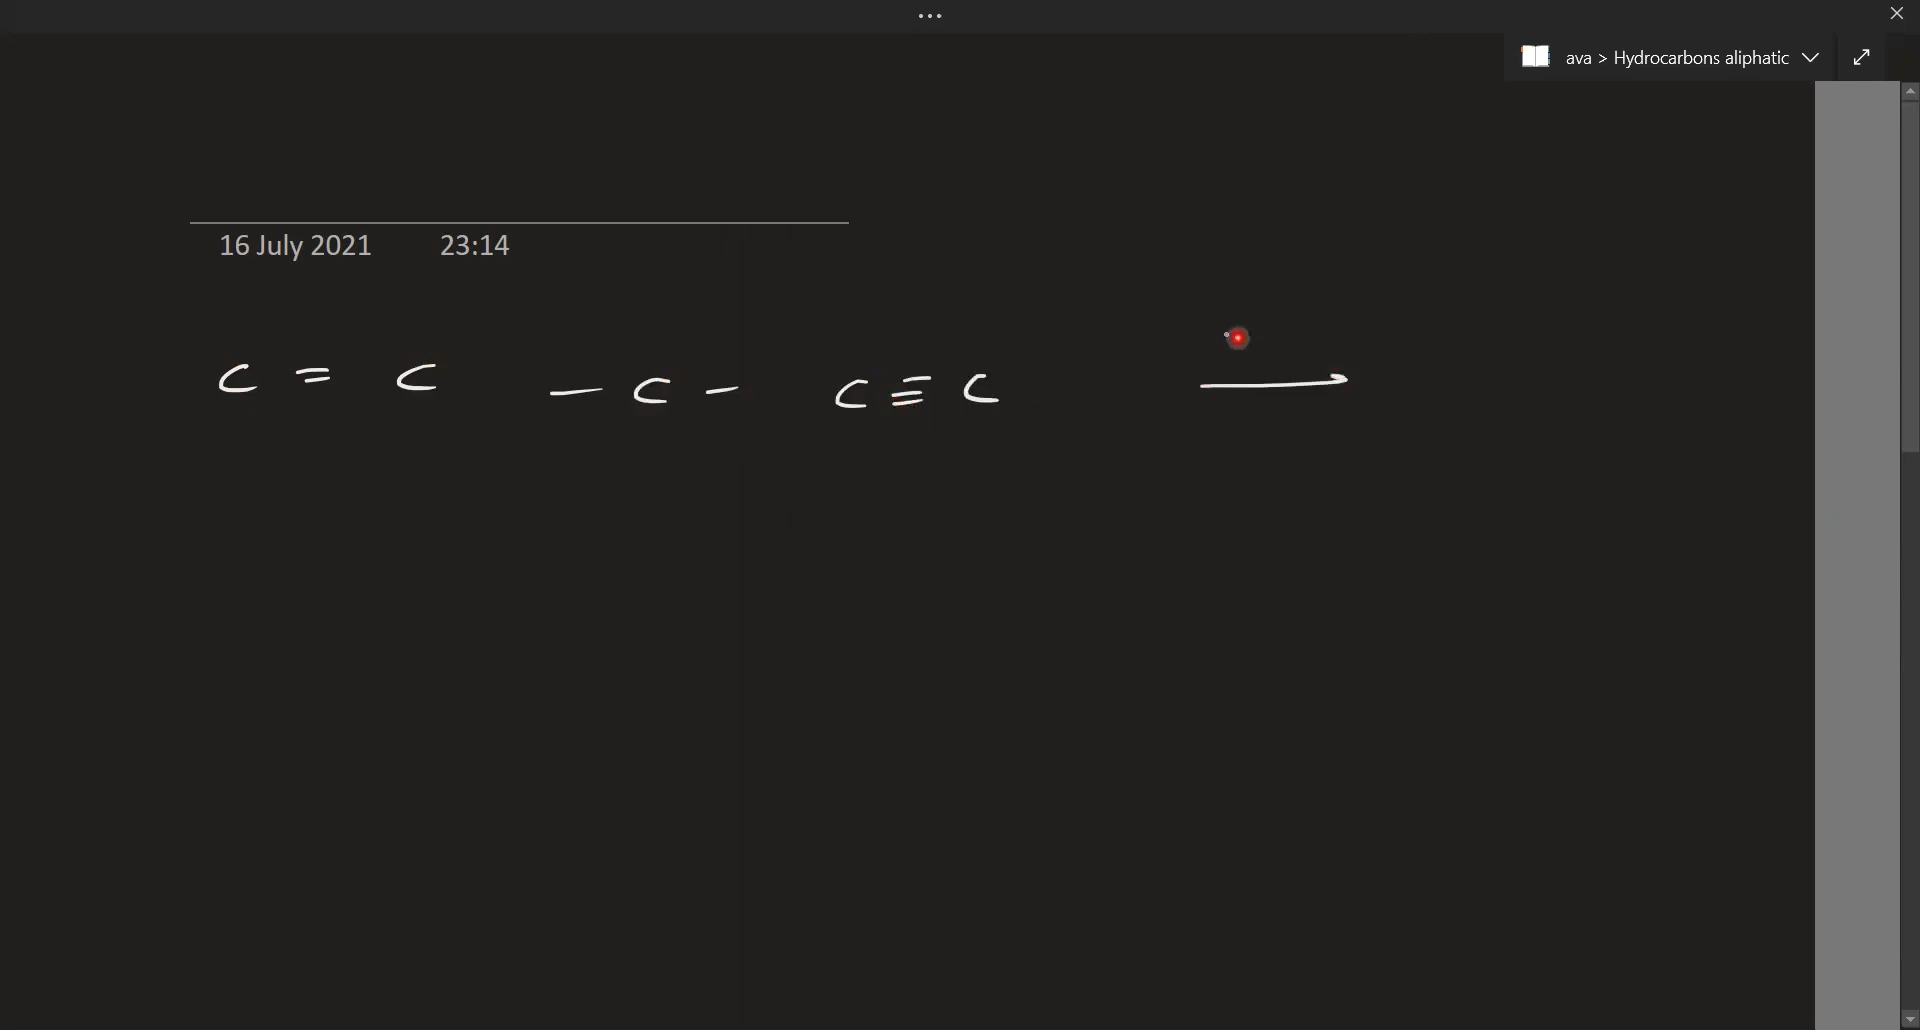 ava > Hydrocarbons aliphatic
16 July 2021 23:14
C = C - C - C ≡ C →